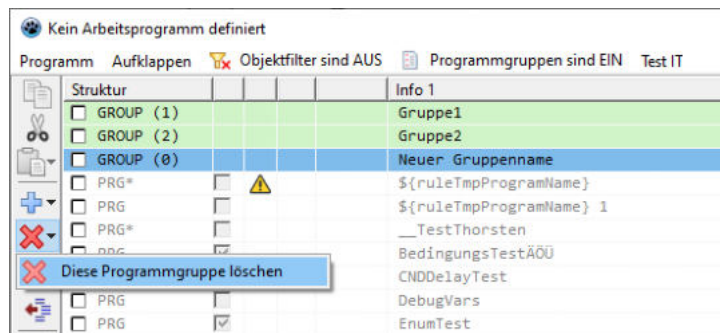 Kein Arbeitsprogramm definiert
Programm Aufklappen Objektfilter sind AUS Programmgruppen sind EIN Test IT
Struktur Info 1
GROUP (1) Gruppe1
GROUP (2) Gruppe2
GROUP (0) Neuer Gruppenname
PRG* ${ruleTmpProgramName}
PRG ${ruleTmpProgramName} 1
PRG* __TestThorsten
PRG BedingungsTestÄÖÜ
Diese Programmgruppe löschen CNDDelayTest
PRG DebugVars
PRG EnumTest